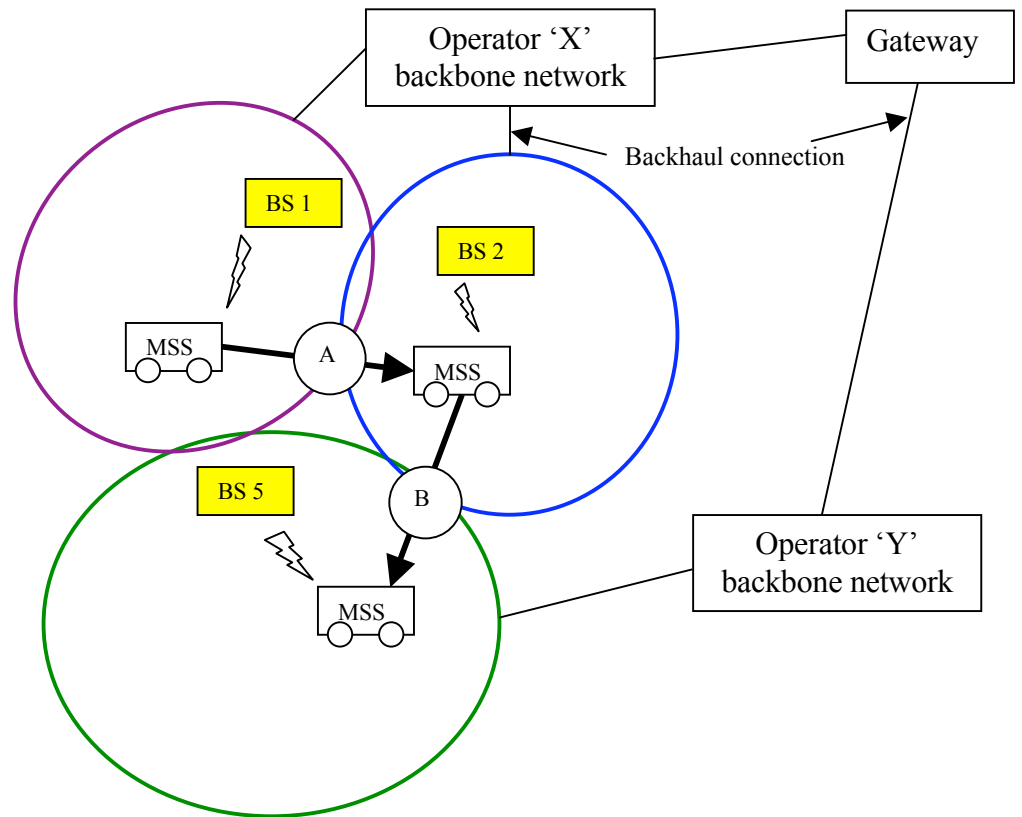 Operator ‘X’
backbone network
Gateway
Backhaul connection
BS 1
BS 2
MSS
A
MSS
BS 5
B
MSS
Operator ‘Y’
backbone network